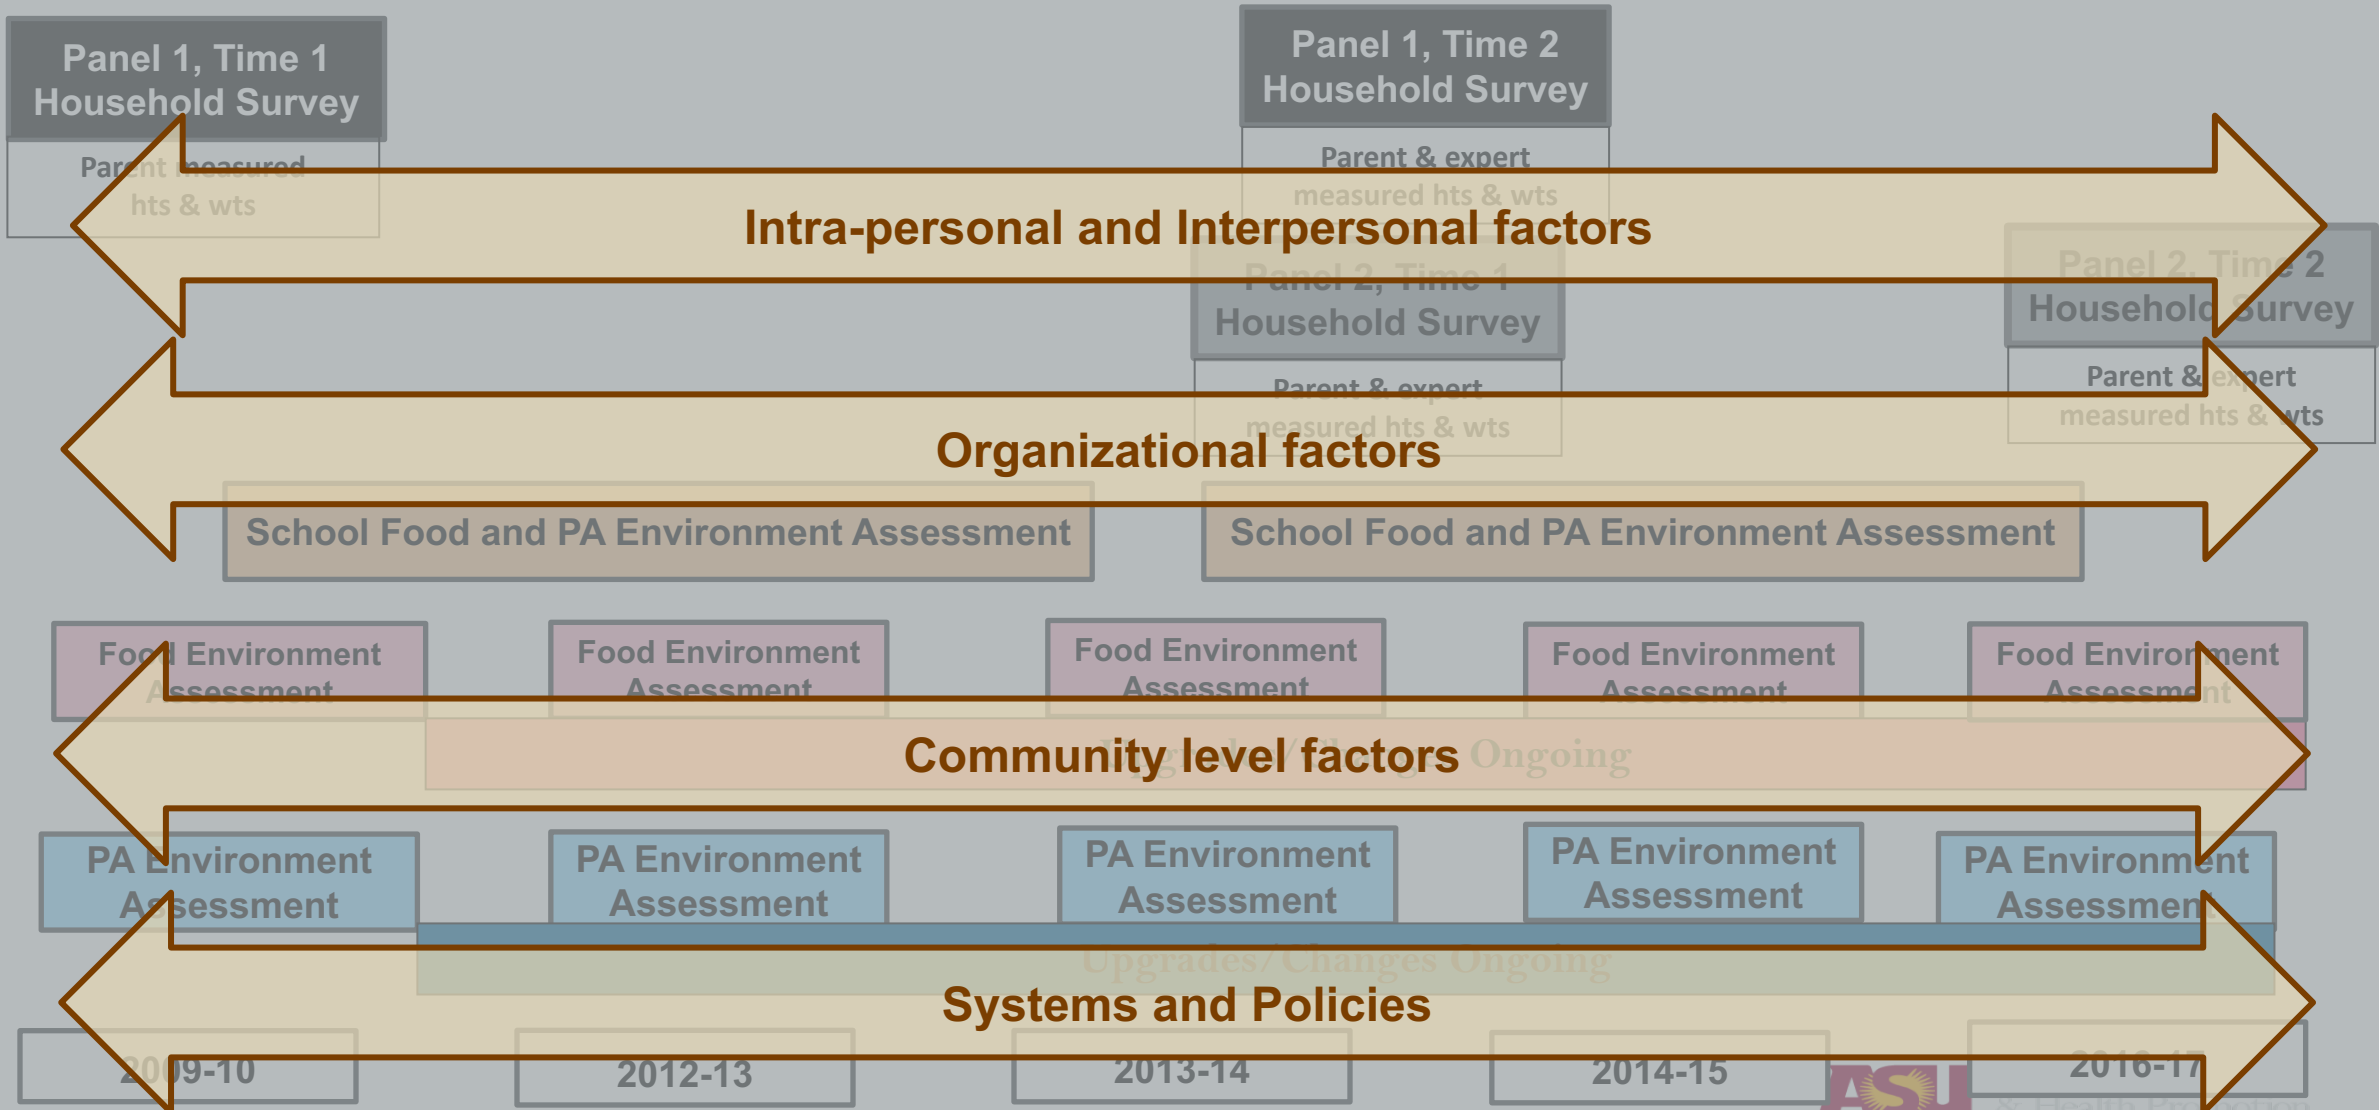 Panel 1, Time 1
Household Survey
Parent measured
hts & wts
Panel 1, Time 2
Household Survey
Parent & expert
measured hts & wts
Intra-personal and Interpersonal factors
Panel 2, Time 1
Household Survey
Parent & expert
measured hts & wts
Panel 2, Time 2
Household Survey
Parent & expert
measured hts & wts
Organizational factors
School Food and PA Environment Assessment
School Food and PA Environment Assessment
Food Environment
Assessment
Food Environment
Assessment
Food Environment
Assessment
Food Environment
Assessment
Food Environment
Assessment
Upgrades/Changes Ongoing
Community level factors
PA Environment
Assessment
PA Environment
Assessment
PA Environment
Assessment
PA Environment
Assessment
PA Environment
Assessment
Upgrades/Changes Ongoing
Systems and Policies
2009-10
2012-13
2013-14
2014-15
2016-17
ASU
& Health Promotion